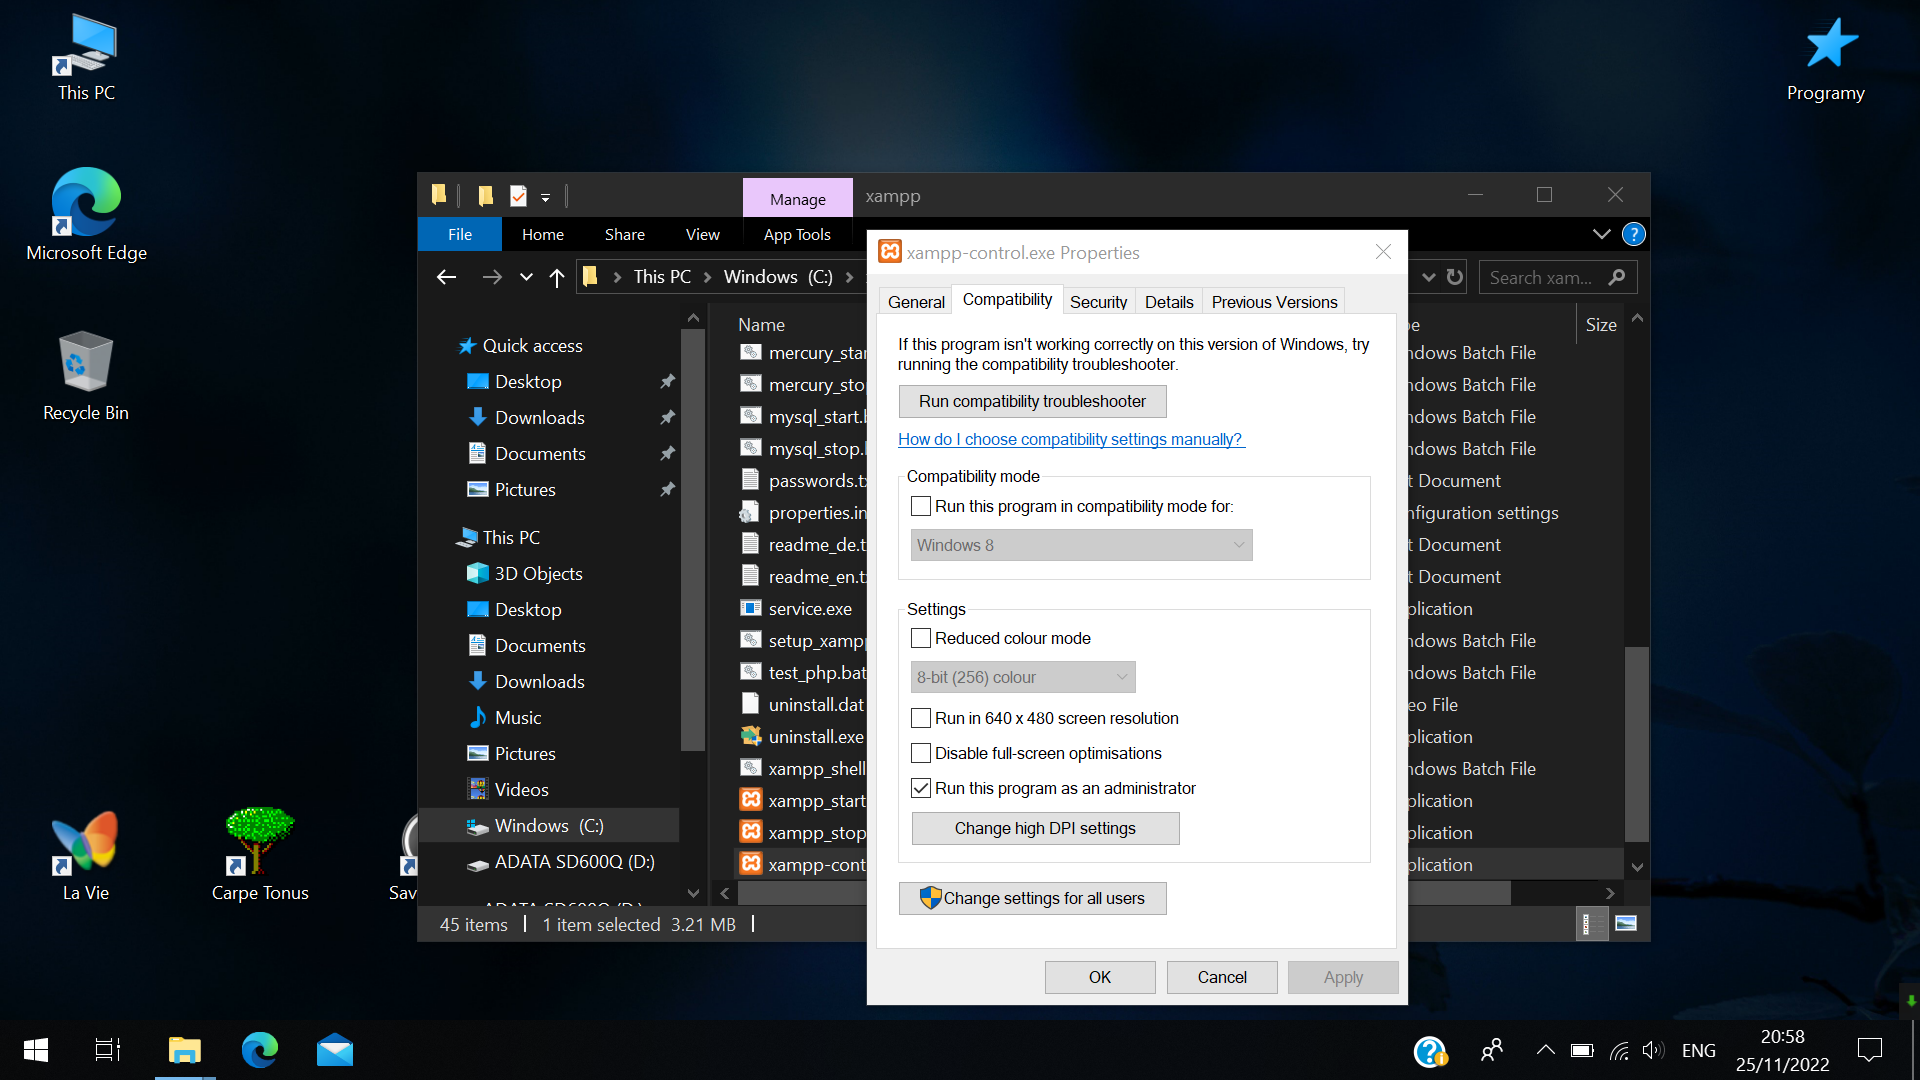 This PC
Programy
Microsoft Edge
Recycle Bin
La Vie
Carpe Tonus
Sav
Manage
xampp
File
Home
Share
View
App Tools
This PC
Windows (C:)
Search xam...
Quick access
Desktop
Downloads
Documents
Pictures
This PC
3D Objects
Desktop
Documents
Downloads
Music
Pictures
Videos
Windows (C:)
ADATA SD600Q (D:)
Name
Size
mercury_star
mercury_stop
mysql_start.
mysql_stop.
passwords.t
properties.in
readme_de.t
readme_en.t
service.exe
setup_xamp
test_php.bat
uninstall.dat
uninstall.exe
xampp_shell
xampp_start
xampp_stop
xampp-cont
pe
ndows Batch File
ndows Batch File
ndows Batch File
ndows Batch File
t Document
nfiguration settings
t Document
t Document
plication
ndows Batch File
ndows Batch File
eo File
plication
ndows Batch File
plication
plication
plication
45 items
1 item selected 3.21 MB
xampp-control.exe Properties
General
Compatibility
Security
Details
Previous Versions
If this program isn't working correctly on this version of Windows, try
running the compatibility troubleshooter.
Run compatibility troubleshooter
How do I choose compatibility settings manually?
Compatibility mode
Run this program in compatibility mode for:
Windows 8
Settings
Reduced colour mode
8-bit (256) colour
Run in 640 x 480 screen resolution
Disable full-screen optimisations
Run this program as an administrator
Change high DPI settings
Change settings for all users
OK
Cancel
Apply
ENG
20:58
25/11/2022